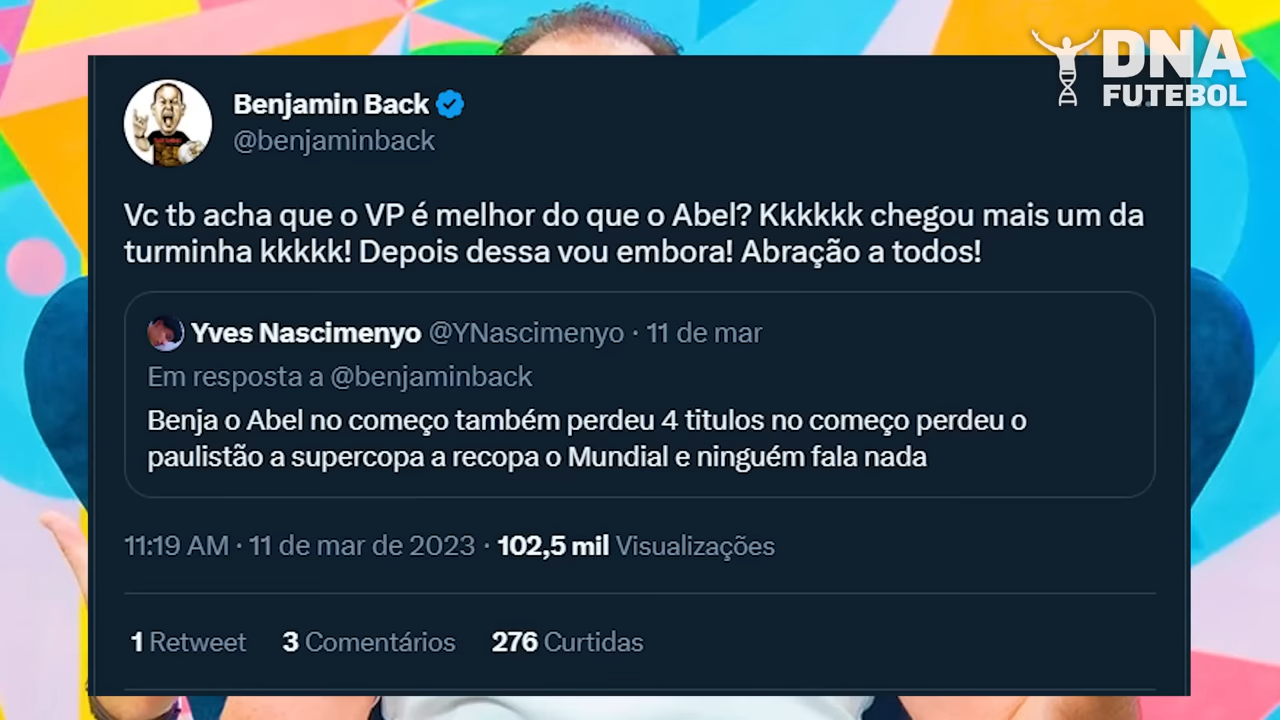 DNA
FUTEBOL
Benjamin Back
@benjaminback
Vc tb acha que o VP é melhor do que o Abel? Kkkkkk chegou mais um da
turminha kkkkk! Depois dessa vou embora! Abração a todos!
Yves Nascimenyo @YNascimenyo · 11 de mar
Em resposta a @benjaminback
Benja o Abel no começo também perdeu 4 titulos no começo perdeu o
paulistão a supercopa a recopa o Mundial e ninguém fala nada
11:19 AM · 11 de mar de 2023 · 102,5 mil Visualizações
1 Retweet 3 Comentários 276 Curtidas